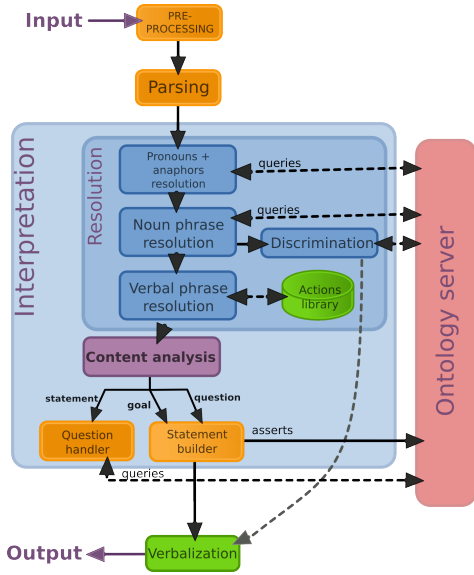 Input
PRE-
PROCESSING
Parsing
Interpretation
Resolution
Pronouns +
anaphors
resolution
queries
Noun phrase
resolution
queries
Discrimination
Verbal phrase
resolution
Actions
library
Ontology server
Content analysis
statement
goal
question
Question
handler
Statement
builder
asserts
queries
Verbalization
Output